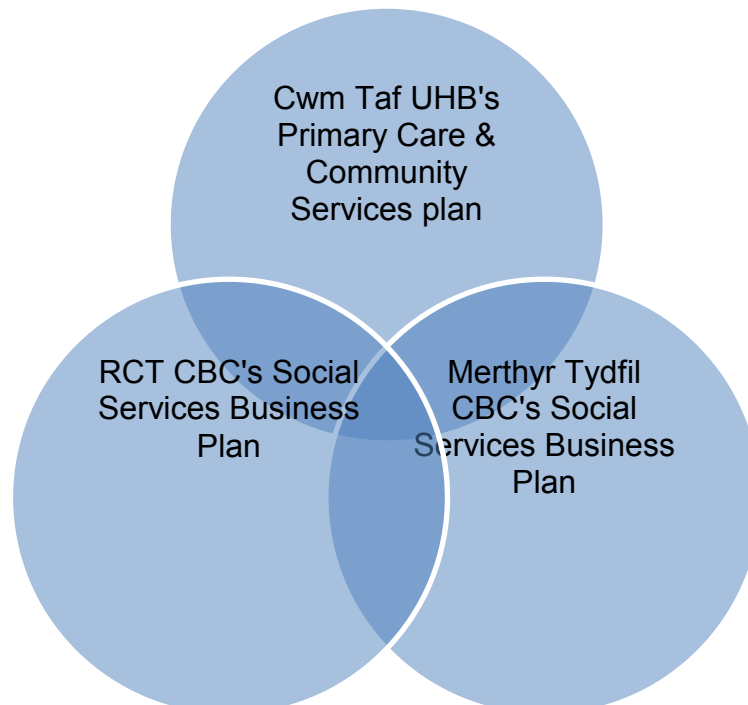 Cwm Taf UHB's
Primary Care &
Community
Services plan
RCT CBC's Social
Services Business
Plan
Merthyr Tydfil
CBC's Social
Services Business
Plan